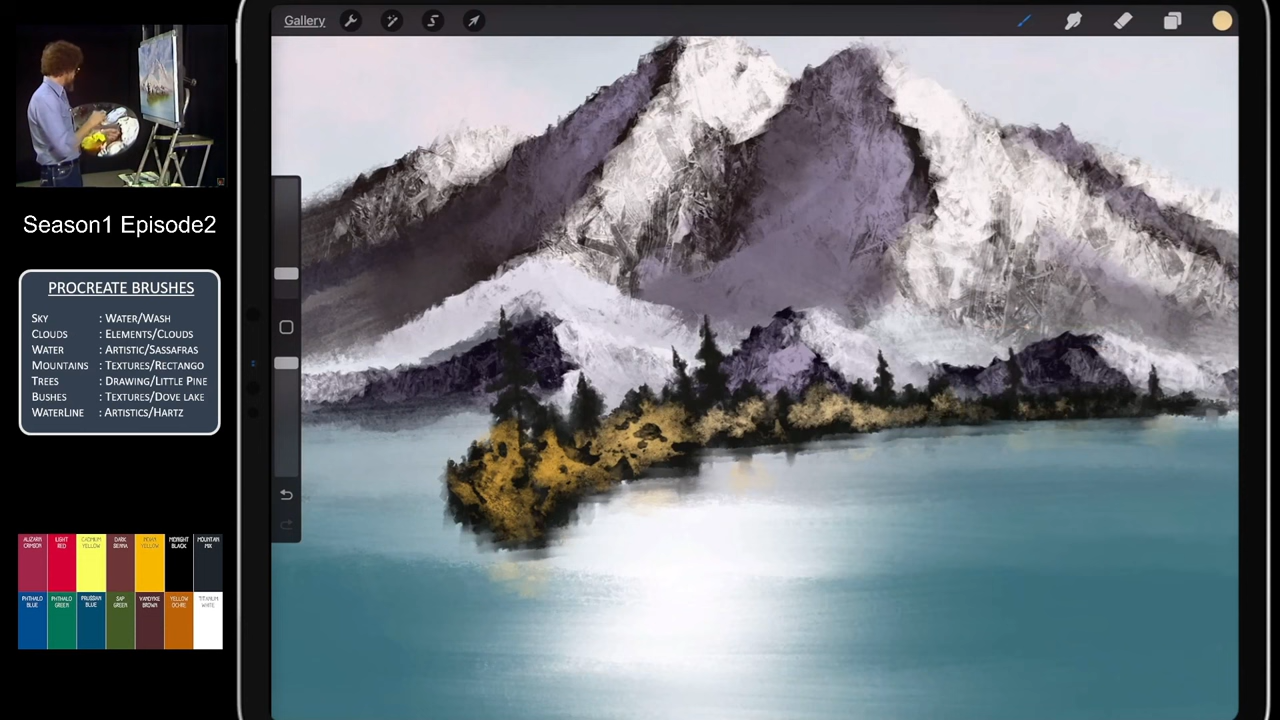 Gallery
Season1 Episode2
PROCREATE BRUSHES
SKY : WATER/WASH
CLOUDS : ELEMENTS/CLOUDS
WATER : ARTISTIC/SASSAFRAS
MOUNTAINS : TEXTURES/RECTANGO
TREES : DRAWING/LITTLE PINE
BUSHES : TEXTURES/DOVE LAKE
WATERLINE : ARTISTICS/HARTZ
ALIZARIN CRIMSON
LIGHT RED
CADMIUM YELLOW
DARK SIENNA
INDIAN YELLOW
MIDNIGHT BLACK
MOUNTAIN MIX
PHTHALO BLUE
PHTHALO GREEN
PRUSSIAN BLUE
SAP GREEN
VANDYKE BROWN
YELLOW OCHRE
TITANIUM WHITE